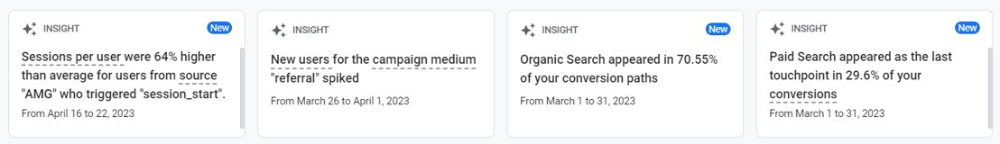 INSIGHT
New
Sessions per user were 64% higher
than average for users from source
"AMG" who triggered "session_start".
From April 16 to 22, 2023
INSIGHT
New users for the campaign medium
"referral" spiked
From March 26 to April 1, 2023
INSIGHT
New
Organic Search appeared in 70.55%
of your conversion paths
From March 1 to 31, 2023
INSIGHT
New
Paid Search appeared as the last
touchpoint in 29.6% of your
conversions
From March 1 to 31, 2023